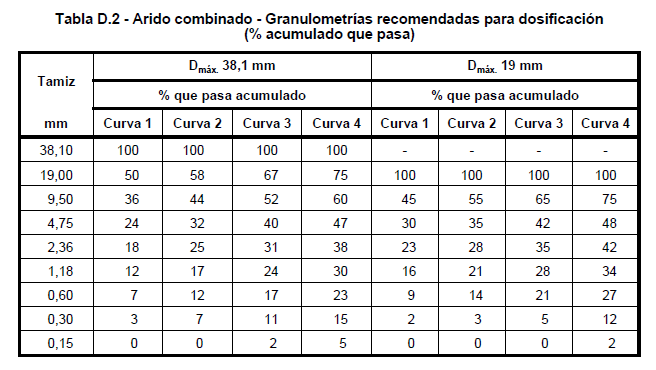 Tabla D.2 - Arido combinado - Granulometrías recomendadas para dosificación
(% acumulado que pasa)
Tamiz Dmáx. 38,1 mm Dmáx. 19 mm
% que pasa acumulado % que pasa acumulado
mm Curva 1 Curva 2 Curva 3 Curva 4 Curva 1 Curva 2 Curva 3 Curva 4
38,10 100 100 100 100 - - - -
19,00 50 58 67 75 100 100 100 100
9,50 36 44 52 60 45 55 65 75
4,75 24 32 40 47 30 35 42 48
2,36 18 25 31 38 23 28 35 42
1,18 12 17 24 30 16 21 28 34
0,60 7 12 17 23 9 14 21 27
0,30 3 7 11 15 2 3 5 12
0,15 0 0 2 5 0 0 0 2